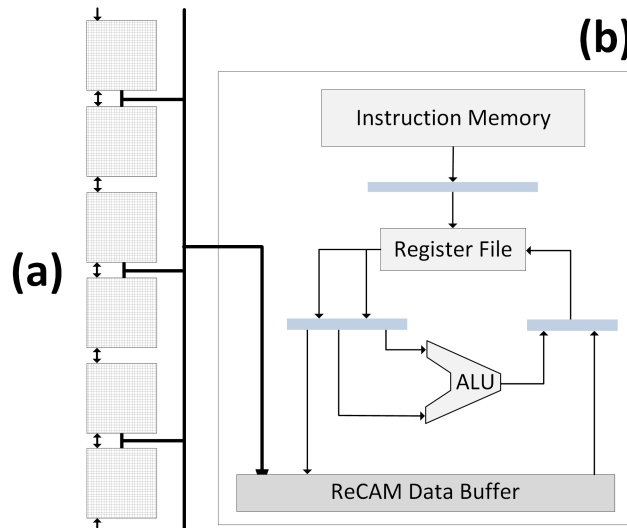 (b)
Instruction Memory
Register File
(a)
ALU
ReCAM Data Buffer